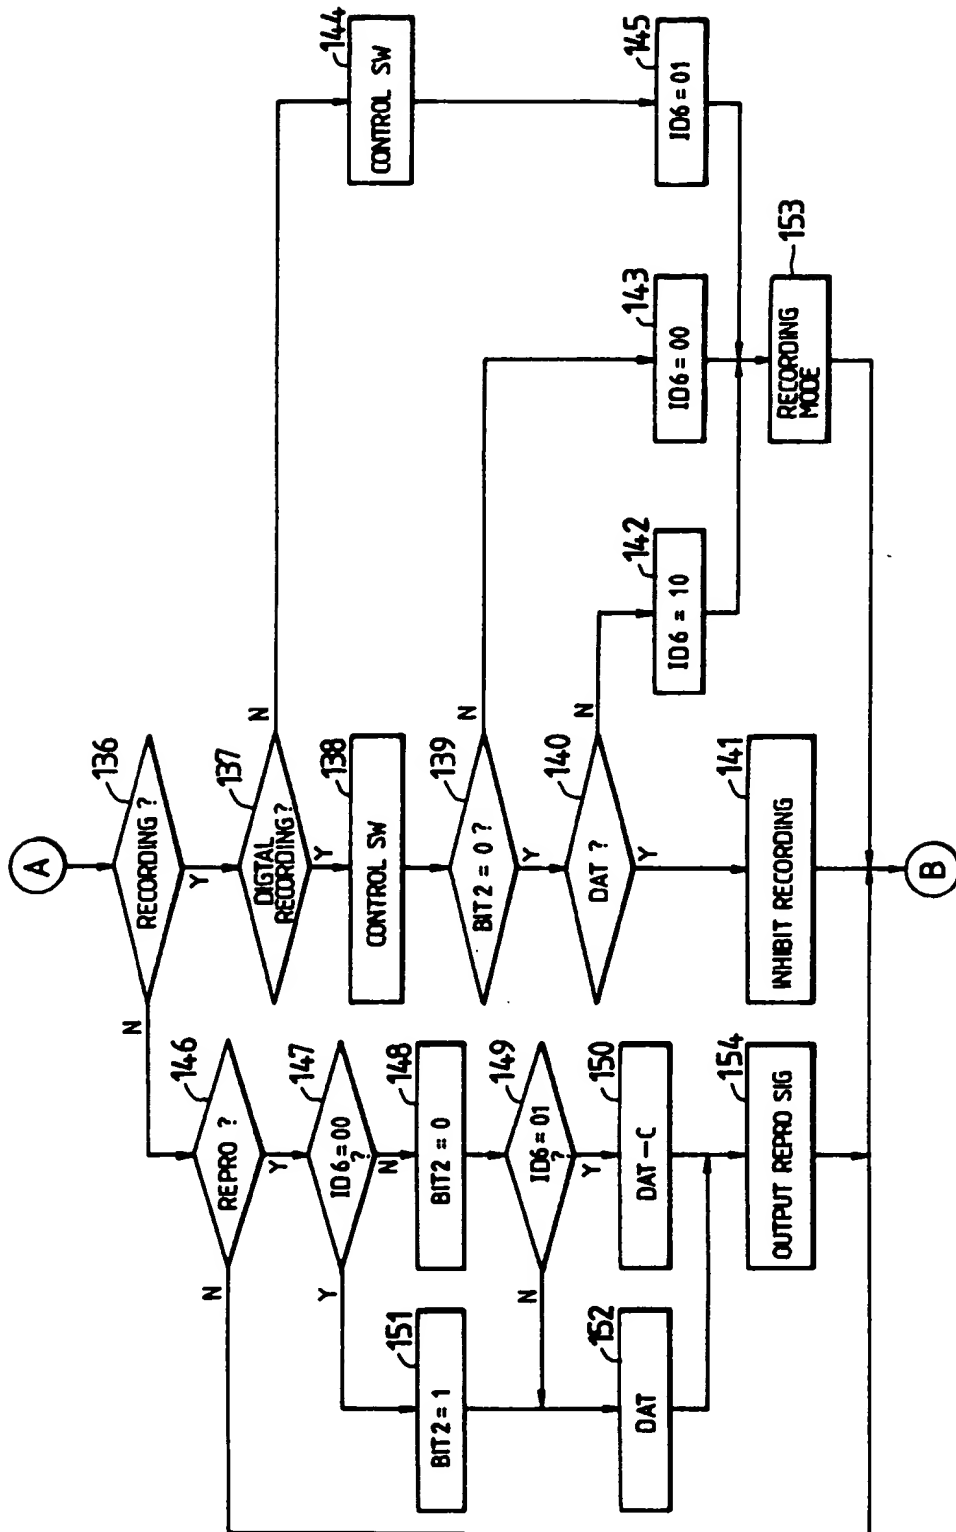 A
136
RECORDING ?
N
Y
137
DIGTAL
RECORDING ?
N
Y
138
CONTROL SW
144
CONTROL SW
139
BIT2 = 0 ?
N
Y
140
DAT ?
N
Y
141
INHIBIT RECORDING
142
ID6 = 10
143
ID6 = 00
145
ID6 = 01
153
RECORDING
MODE
146
REPRO ?
N
Y
147
ID6=00
?
Y
N
148
BIT2 = 0
149
ID6=01
?
N
Y
150
DAT-C
151
BIT2 = 1
152
DAT
154
OUTPUT REPRO SIG
B